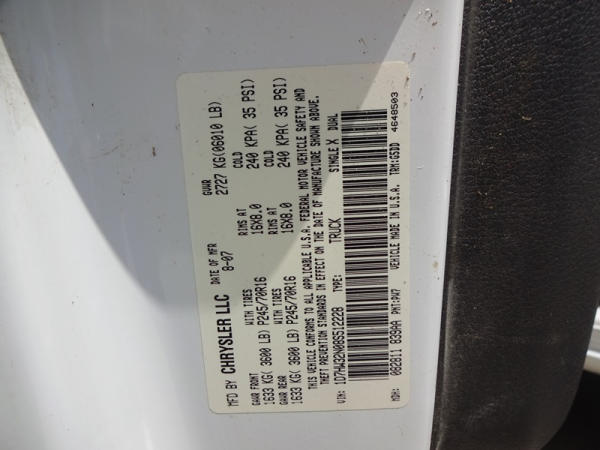 MFD BY CHRYSLER LLC DATE OF MFR 8-07 GVWR 2727 KG(06010 LB)
GAWR FRONT WITH TIRES RIMS AT COLD
1633 KG( 3600 LB) P245/70R16 16X8.0 240 KPA( 35 PSI)
GAWR REAR WITH TIRES RIMS AT COLD
1633 KG( 3600 LB) P245/70R16 16X8.0 240 KPA( 35 PSI)
THIS VEHICLE CONFORMS TO ALL APPLICABLE U.S.A. FEDERAL MOTOR VEHICLE SAFETY AND
THEFT PREVENTION STANDARDS IN EFFECT ON THE DATE OF MANUFACTURE SHOWN ABOVE.
VIN: 1D7HW32N08S512228 TYPE: TRUCK SINGLE X DUAL
MDH: 082811 839AA PNT:PW7 VEHICLE MADE IN U.S.A. TRM:G5DD 4648503